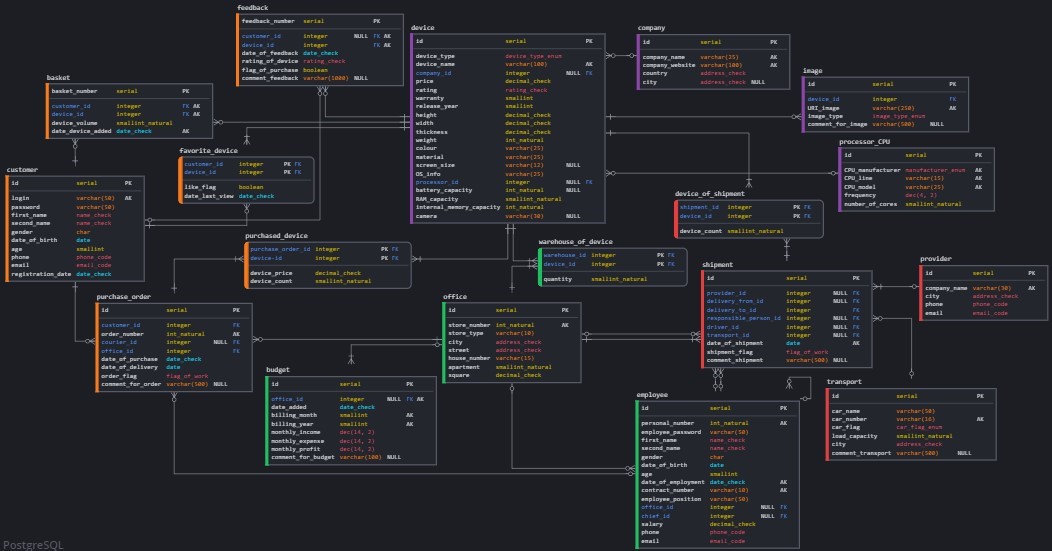 feedback
feedback_number serial PK
customer_id integer NULL FK AK
device_id integer FK AK
date_of_feedback date_check
rating_of_device rating_check
flag_of_purchase boolean
comment_feedback varchar(1000) NULL
device
id serial PK
device_type device_type_enum
device_name varchar(100) AK
company_id integer NULL FK
price decimal_check
rating rating_check
warranty smallint
release_year smallint
height decimal_check
width decimal_check
thickness decimal_check
weight int_natural
colour varchar(25)
material varchar(25)
screen_size varchar(12) NULL
OS_info varchar(25)
processor_id integer NULL FK
battery_capacity int_natural NULL
RAM_capacity smallint_natural
internal_memory_capacity int_natural
camera varchar(30) NULL
company
id serial PK
company_name varchar(25) AK
company_website varchar(100) AK
country address_check
city address_check NULL
image
id serial PK
device_id integer FK
URI_image varchar(250) AK
image_type image_type_enum
comment_for_image varchar(500) NULL
basket
basket_number serial PK
customer_id integer FK AK
device_id integer FK
device_volume smallint_natural
date_device_added date_check AK
processor_CPU
id serial PK
CPU_manufacturer manufacturer_enum AK
CPU_line varchar(15) AK
CPU_model varchar(25) AK
frequency dec(4, 2)
number_of_cores smallint_natural
favorite_device
customer_id integer PK FK
device_id integer PK FK
like_flag boolean
date_last_view date_check
customer
id serial PK
login varchar(50) AK
password varchar(50)
first_name name_check
second_name name_check
gender char
date_of_birth date
age smallint
phone phone_code
email email_code
registration_date date_check
device_of_shipment
shipment_id integer PK FK
device_id integer PK FK
device_count smallint_natural
purchased_device
purchase_order_id integer PK FK
device-id integer PK FK
device_price decimal_check
device_count smallint_natural
warehouse_of_device
warehouse_id integer PK FK
device_id integer PK FK
quantity smallint_natural
shipment
id serial PK
provider_id integer NULL FK
delivery_from_id integer NULL FK
delivery_to_id integer NULL FK
responsible_person_id integer NULL FK
driver_id integer NULL FK
transport_id integer NULL FK
date_of_shipment date AK
shipment_flag flag_of_work
comment_shipment varchar(500) NULL
provider
id serial PK
company_name varchar(30) AK
city address_check
phone phone_code
email email_code
purchase_order
id serial PK
customer_id integer FK
order_number int_natural AK
courier_id integer NULL FK
office_id integer FK
date_of_purchase date_check
date_of_delivery date
order_flag flag_of_work
comment_for_order varchar(500) NULL
office
id serial PK
store_number int_natural AK
store_type varchar(10)
city address_check
street address_check
house_number varchar(15)
apartment smallint_natural
square decimal_check
budget
id serial PK
office_id integer NULL FK AK
date_added date_check
billing_month smallint AK
billing_year smallint AK
monthly_income dec(14, 2)
monthly_expense dec(14, 2)
monthly_profit dec(14, 2)
comment_for_budget varchar(100) NULL
employee
id serial PK
personal_number int_natural AK
employee_password varchar(50)
first_name name_check
second_name name_check
gender char
date_of_birth date
age smallint
date_of_employment date_check AK
contract_number varchar(10) AK
employee_position varchar(50)
office_id integer NULL FK
chief_id integer NULL FK
salary decimal_check
phone phone_code
email email_code
transport
id serial PK
car_name varchar(50)
car_number varchar(16) AK
car_flag car_flag_enum
load_capacity smallint_natural
city address_check
comment_transport varchar(500) NULL
PostgreSQL